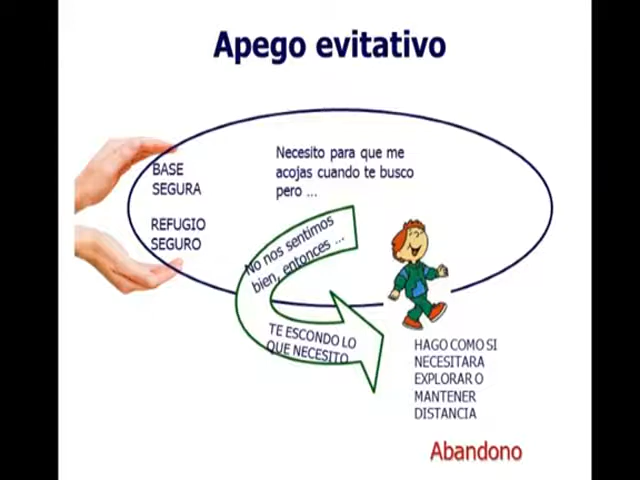 Apego evitativo
BASE
SEGURA
REFUGIO
SEGURO
Necesito para que me
acojas cuando te busco
pero ...
No nos sentimos
bien, entonces ...
TE ESCONDO LO
QUE NECESITO
HAGO COMO SI
NECESITARA
EXPLORAR O
MANTENER
DISTANCIA
Abandono